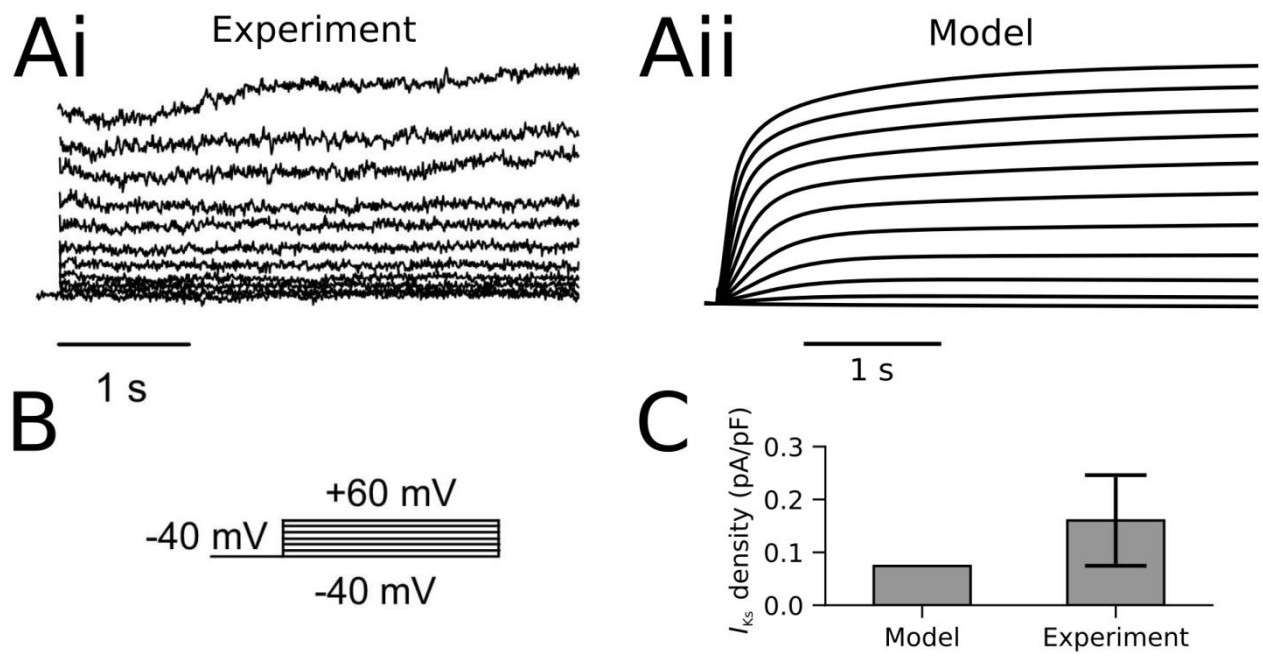 Ai
Experiment
Aii
Model
1 s
1 s
B
+60 mV
-40 mV
-40 mV
C
I_Ks density (pA/pF)
0.3
0.2
0.1
0.0
Model
Experiment